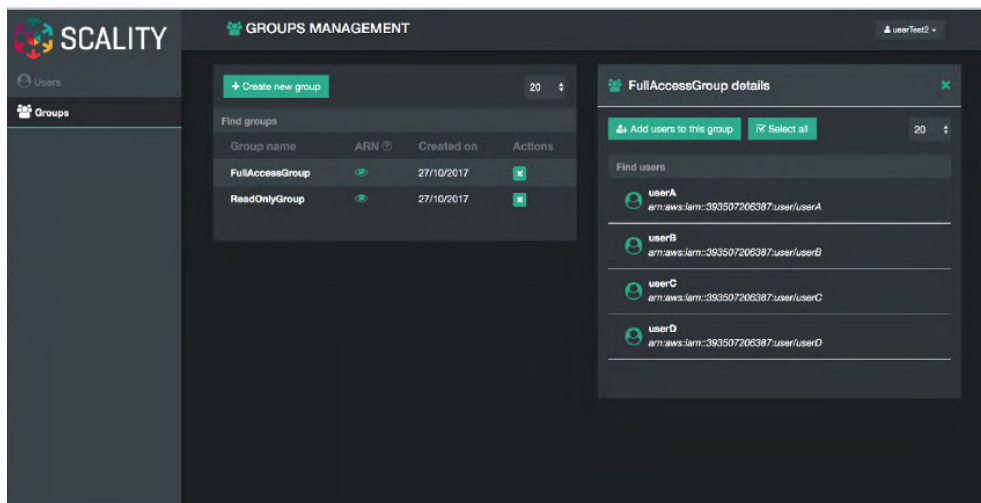 SCALITY
GROUPS MANAGEMENT
userTest2
Users
Groups
+ Create new group
20
Find groups
Group name ARN Created on Actions
FullAccessGroup 27/10/2017
ReadOnlyGroup 27/10/2017
FullAccessGroup details
Add users to this group Select all 20
Find users
userA
arn:aws:iam::393507206387:user/userA
userB
arn:aws:iam::393507206387:user/userB
userC
arn:aws:iam::393507206387:user/userC
userD
arn:aws:iam::393507206387:user/userD